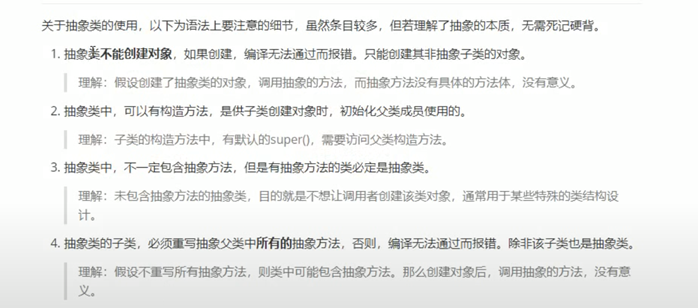 关于抽象类的使用，以下为语法上要注意的细节，虽然条目较多，但若理解了抽象的本质，无需死记硬背。
1. 抽象类不能创建对象，如果创建，编译无法通过而报错。只能创建其非抽象子类的对象。
理解：假设创建了抽象类的对象，调用抽象的方法，而抽象方法没有具体的方法体，没有意义。
2. 抽象类中，可以有构造方法，是供子类创建对象时，初始化父类成员使用的。
理解：子类的构造方法中，有默认的super()，需要访问父类构造方法。
3. 抽象类中，不一定包含抽象方法，但是有抽象方法的类必定是抽象类。
理解：未包含抽象方法的抽象类，目的就是不想让调用者创建该类对象，通常用于某些特殊的类结构设
计。
4. 抽象类的子类，必须重写抽象父类中所有的抽象方法，否则，编译无法通过而报错。除非该子类也是抽象类。
理解：假设不重写所有抽象方法，则类中可能包含抽象方法。那么创建对象后，调用抽象的方法，没有意
义。